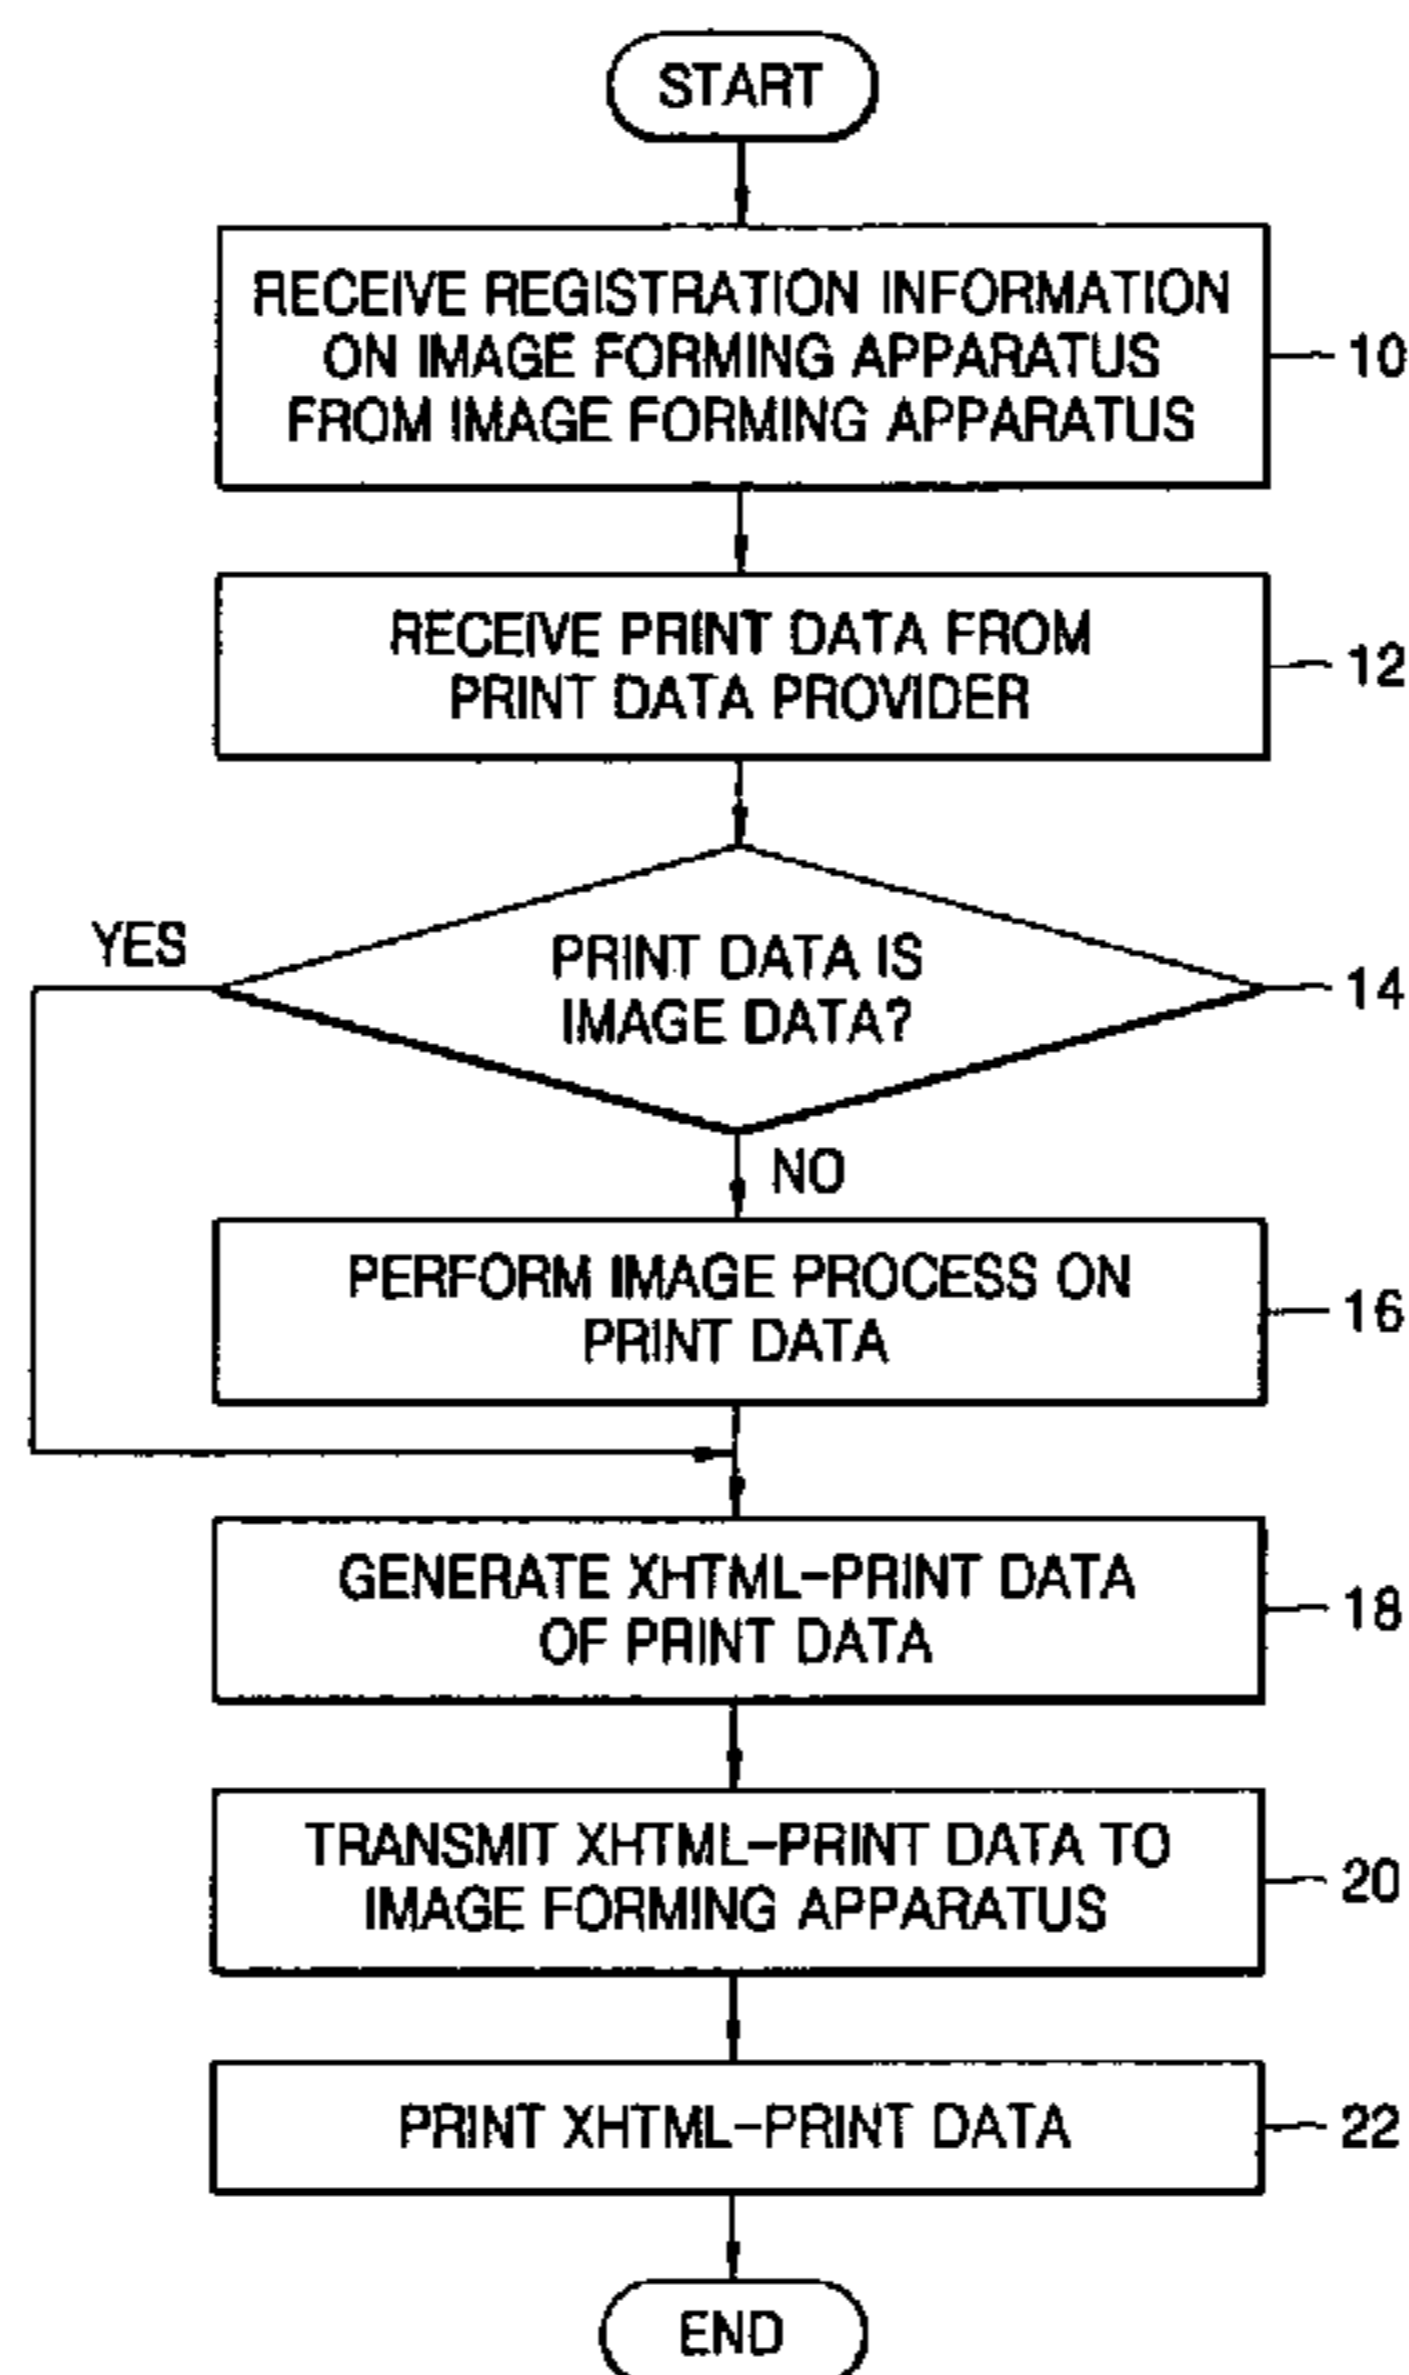 START
RECEIVE REGISTRATION INFORMATION
ON IMAGE FORMING APPARATUS
FROM IMAGE FORMING APPARATUS
10
RECEIVE PRINT DATA FROM
PRINT DATA PROVIDER
12
YES
PRINT DATA IS
IMAGE DATA?
14
NO
PERFORM IMAGE PROCESS ON
PRINT DATA
16
GENERATE XHTML-PRINT DATA
OF PRINT DATA
18
TRANSMIT XHTML-PRINT DATA TO
IMAGE FORMING APPARATUS
20
PRINT XHTML-PRINT DATA
22
END